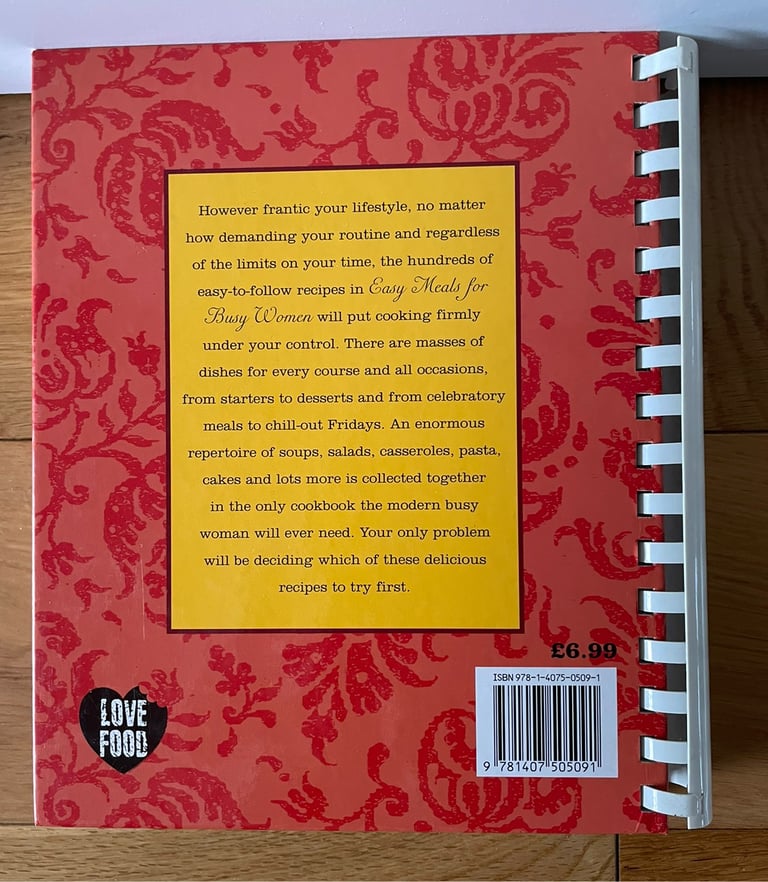 However frantic your lifestyle, no matter
how demanding your routine and regardless
of the limits on your time, the hundreds of
easy-to-follow recipes in Easy Meals for
Busy Women will put cooking firmly
under your control. There are masses of
dishes for every course and all occasions,
from starters to desserts and from celebratory
meals to chill-out Fridays. An enormous
repertoire of soups, salads, casseroles, pasta,
cakes and lots more is collected together
in the only cookbook the modern busy
woman will ever need. Your only problem
will be deciding which of these delicious
recipes to try first.
£6.99
ISBN 978-1-4075-0509-1
9 781407 505091
LOVE
FOOD